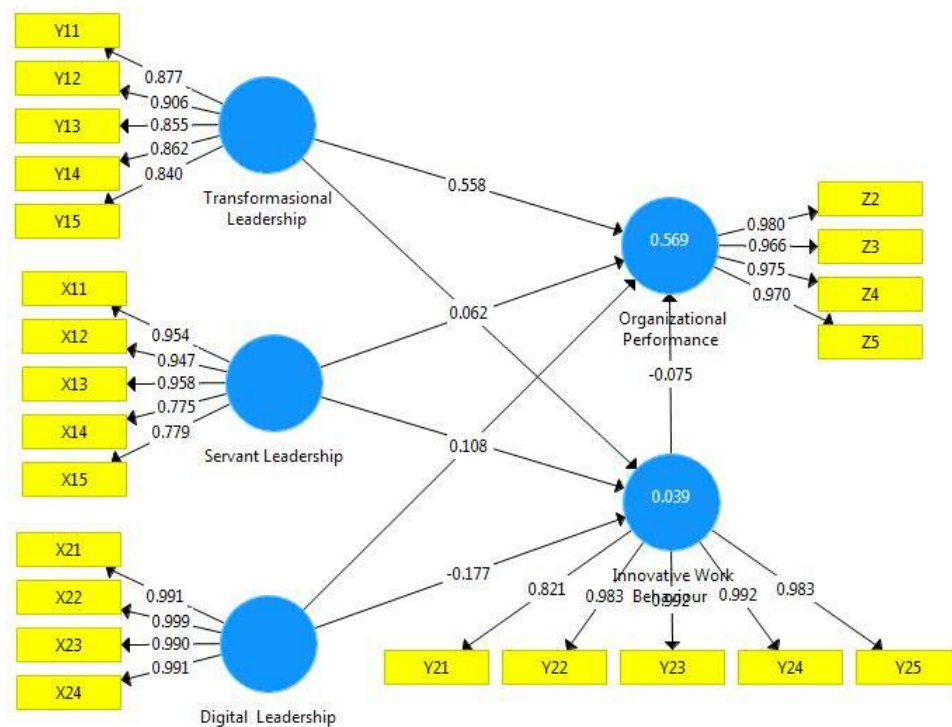 Y11
Y12
Y13
Y14
Y15
0.877
0.906
0.855
0.862
0.840
Transformasional
Leadership
0.558
Z2
Z3
Z4
Z5
0.980
0.966
0.975
0.970
0.569
Organizational
Performance
X11
X12
X13
X14
X15
0.954
0.947
0.958
0.775
0.779
Servant Leadership
0.062
-0.075
0.108
0.039
Innovative Work
Behaviour
X21
X22
X23
X24
0.991
0.999
0.990
0.991
Digital Leadership
-0.177
0.821
0.983
0.992
0.992
0.983
Y21
Y22
Y23
Y24
Y25